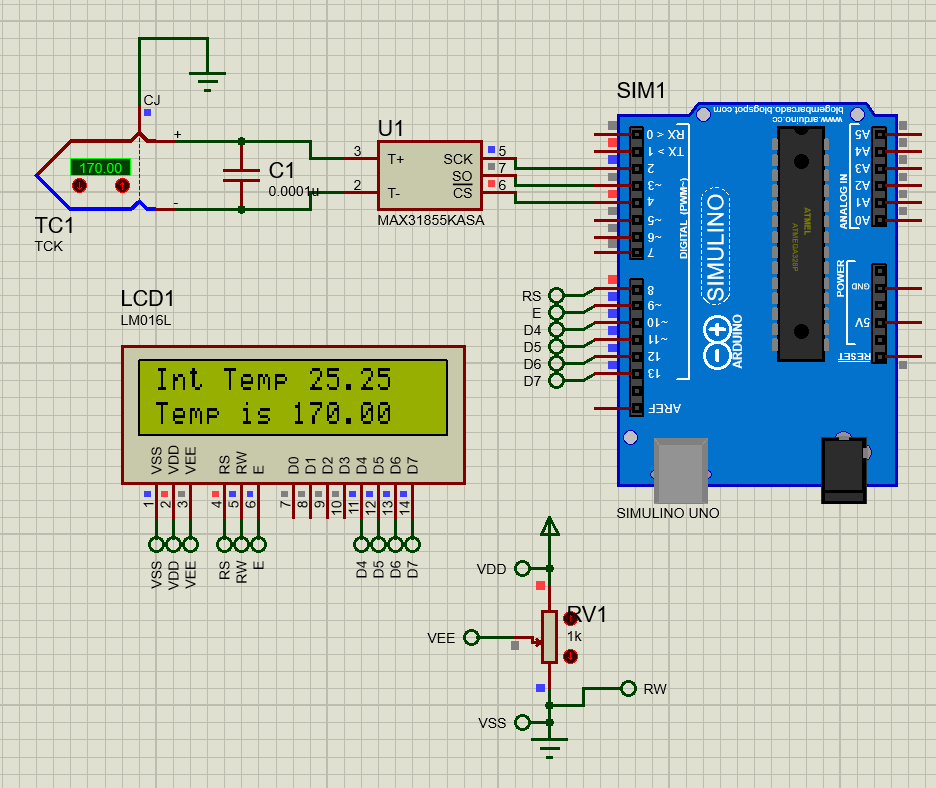 CJ
+
170.00
-
TC1
TCK
C1
0.0001u
U1
3
T+
2
T-
SCK
5
SO
7
CS
6
MAX31855KASA
SIM1
www.arduino.cc
blogembarcado.blogspot.com
RX < 0
TX > 1
2
~3
4
~5
~6
7
8
~9
~10
~11
12
13
AREF
DIGITAL (PWM~)
SIMULINO
ARDUINO
ATMEL
ATMEGA328P
A5
A4
A3
A2
A1
A0
ANALOG IN
POWER
GND
5V
RESET
SIMULINO UNO
RS
E
D4
D5
D6
D7
LCD1
LM016L
Int Temp 25.25
Temp is 170.00
VSS
VDD
VEE
RS
RW
E
D0
D1
D2
D3
D4
D5
D6
D7
1
2
3
4
5
6
7
8
9
10
11
12
13
14
VSS
VDD
VEE
RS
RW
E
D4
D5
D6
D7
VDD
RV1
1k
VEE
RW
VSS